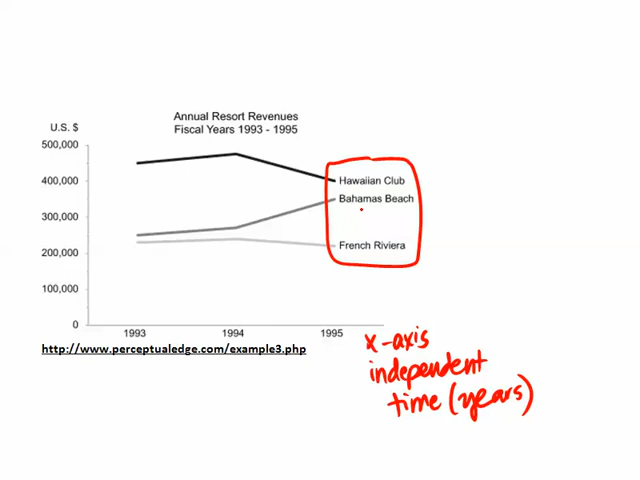 Annual Resort Revenues
Fiscal Years 1993 - 1995
U.S. $
500,000
400,000
300,000
200,000
100,000
0
Hawaiian Club
Bahamas Beach
French Riviera
1993 1994 1995
http://www.perceptualedge.com/example3.php
x-axis
independent
time (years)